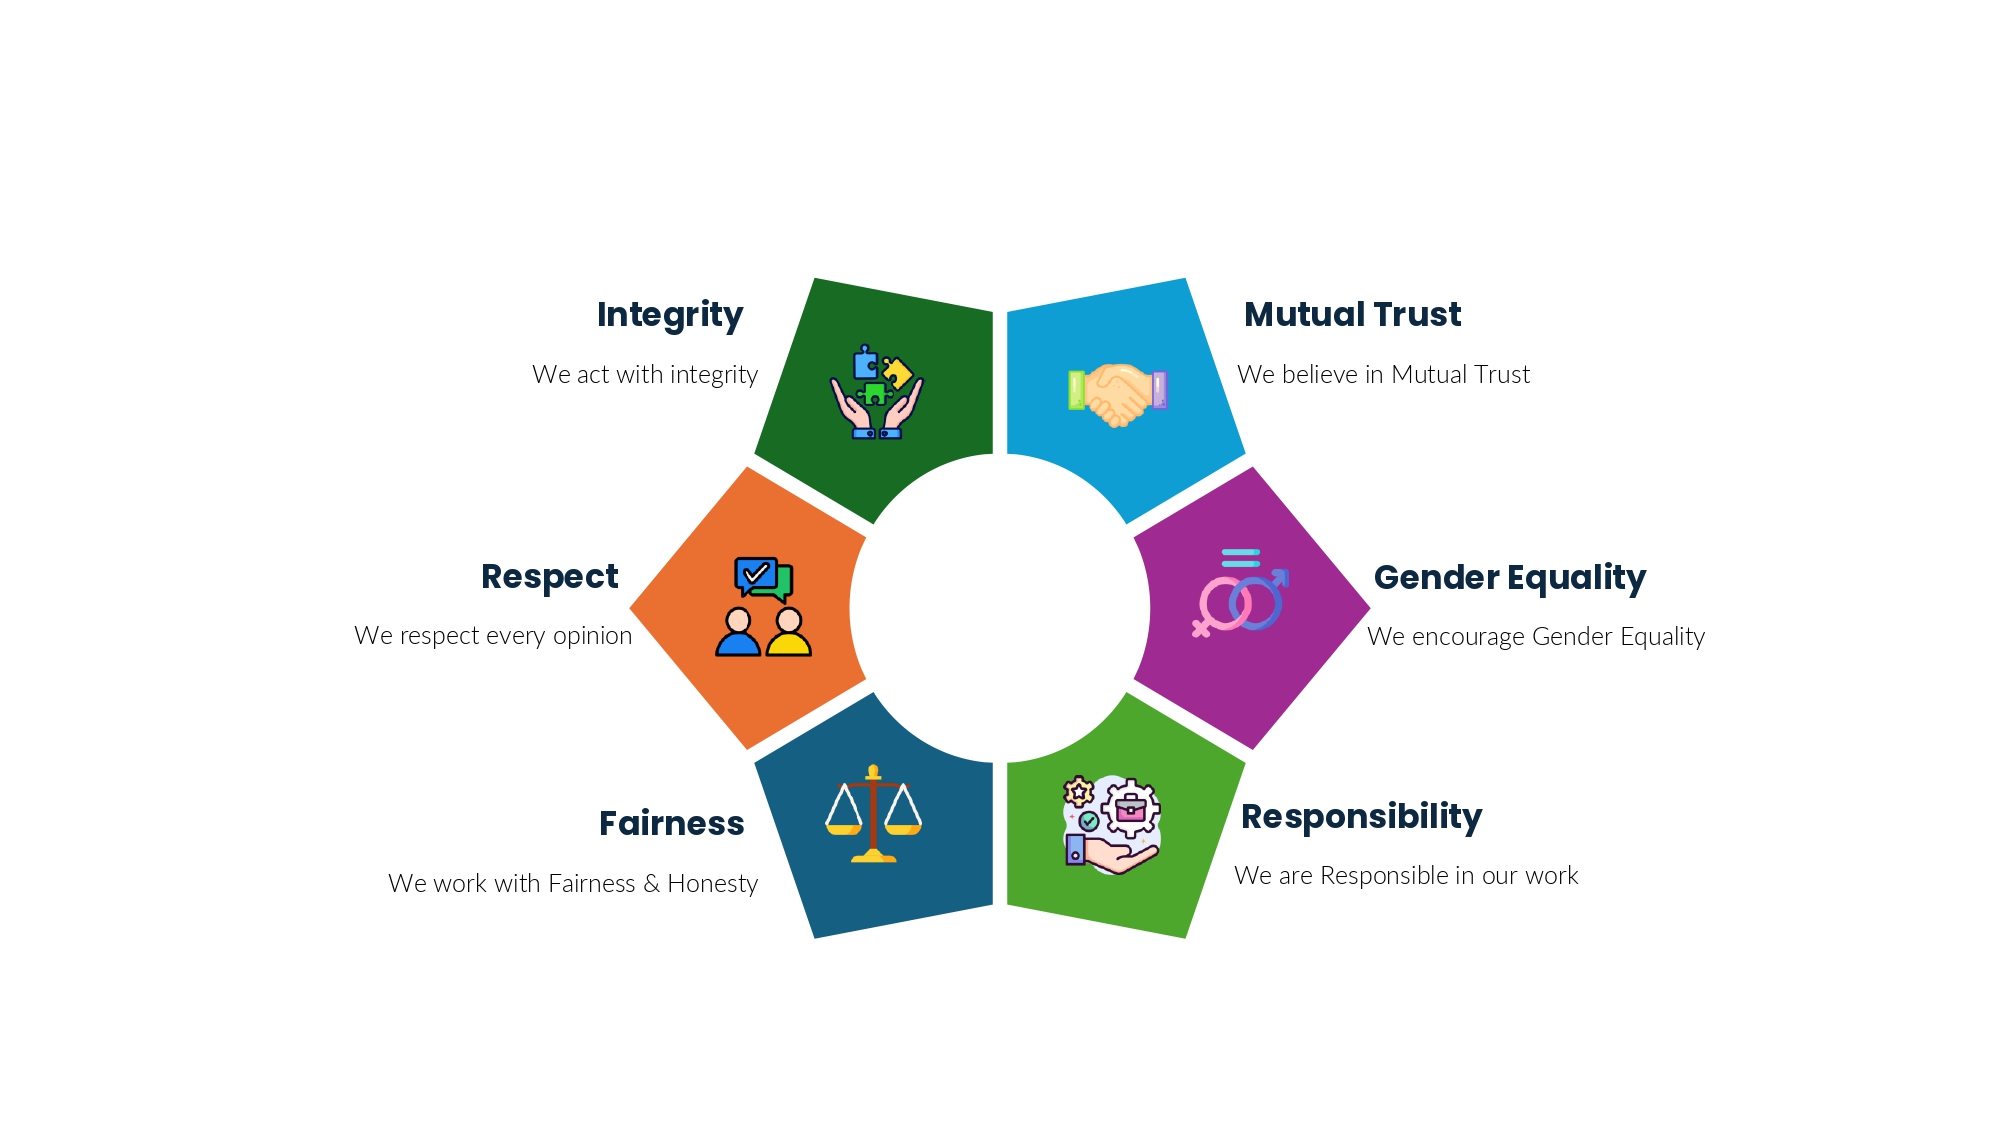 Integrity
We act with integrity
Mutual Trust
We believe in Mutual Trust
Respect
We respect every opinion
Gender Equality
We encourage Gender Equality
Fairness
We work with Fairness & Honesty
Responsibility
We are Responsible in our work